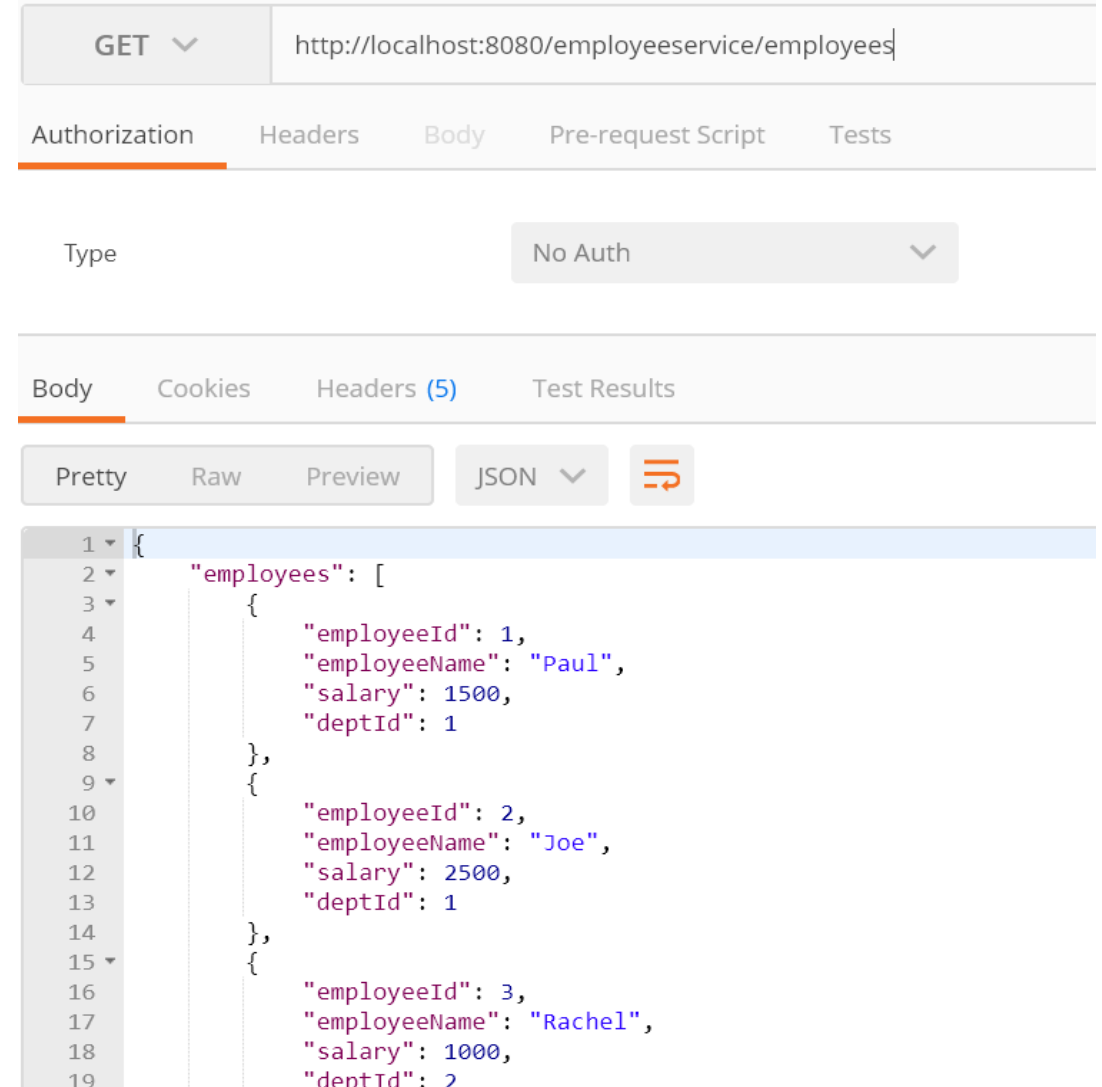 GET http://localhost:8080/employeeservice/employees
Authorization Headers Body Pre-request Script Tests
Type No Auth
Body Cookies Headers (5) Test Results
Pretty Raw Preview JSON
1 {
2 "employees": [
3 {
4 "employeeId": 1,
5 "employeeName": "Paul",
6 "salary": 1500,
7 "deptId": 1
8 },
9 {
10 "employeeId": 2,
11 "employeeName": "Joe",
12 "salary": 2500,
13 "deptId": 1
14 },
15 {
16 "employeeId": 3,
17 "employeeName": "Rachel",
18 "salary": 1000,
19 "deptId": 2